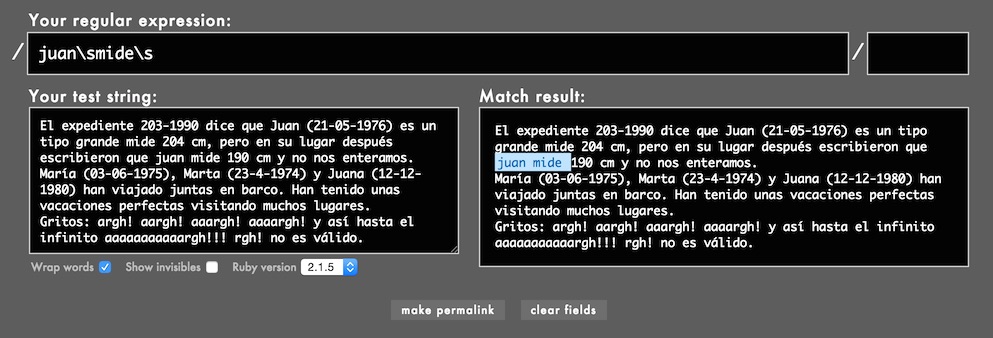 Your regular expression:
/ juan\smide\s /
Your test string:
El expediente 203-1990 dice que Juan (21-05-1976) es un
tipo grande mide 204 cm, pero en su lugar después
escribieron que juan mide 190 cm y no nos enteramos.
María (03-06-1975), Marta (23-4-1974) y Juana (12-12-
1980) han viajado juntas en barco. Han tenido unas
vacaciones perfectas visitando muchos lugares.
Gritos: argh! aargh! aaargh! aaaargh! y así hasta el
infinito aaaaaaaaaaargh!!! rgh! no es válido.
Wrap words Show invisibles Ruby version 2.1.5
Match result:
El expediente 203-1990 dice que Juan (21-05-1976) es un tipo
grande mide 204 cm, pero en su lugar después escribieron que
juan mide 190 cm y no nos enteramos.
María (03-06-1975), Marta (23-4-1974) y Juana (12-12-1980) han
viajado juntas en barco. Han tenido unas vacaciones perfectas
visitando muchos lugares.
Gritos: argh! aargh! aaargh! aaaargh! y así hasta el infinito
aaaaaaaaaaargh!!! rgh! no es válido.
make permalink clear fields